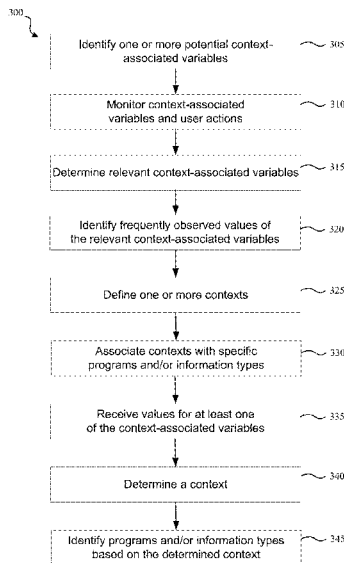 300
Identify one or more potential context-
associated variables
305
Monitor context-associated
variables and user actions
310
Determine relevant context-associated variables
315
Identify frequently observed values of
the relevant context-associated variables
320
Define one or more contexts
325
Associate contexts with specific
programs and/or information types
330
Receive values for at least one
of the context-associated variables
335
Determine a context
340
Identify programs and/or information types
based on the determined context
345